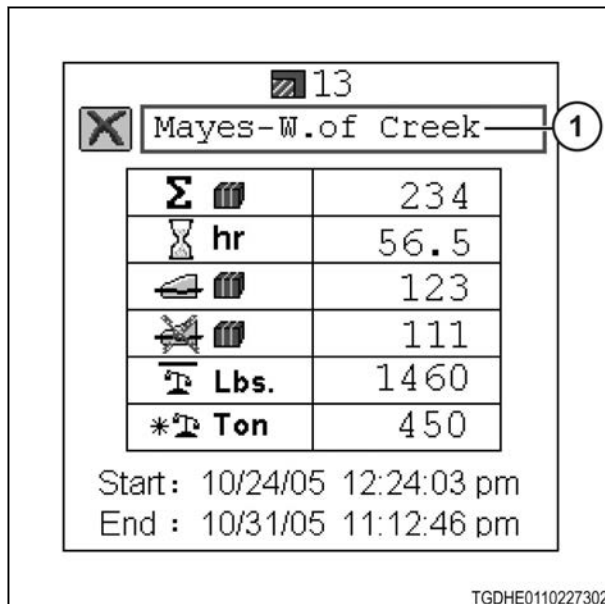 13
Mayes-W.of Creek
1
Σ 234
hr 56.5
123
111
Lbs. 1460
*Ton 450
Start: 10/24/05 12:24:03 pm
End : 10/31/05 11:12:46 pm
TGDHE0110227302